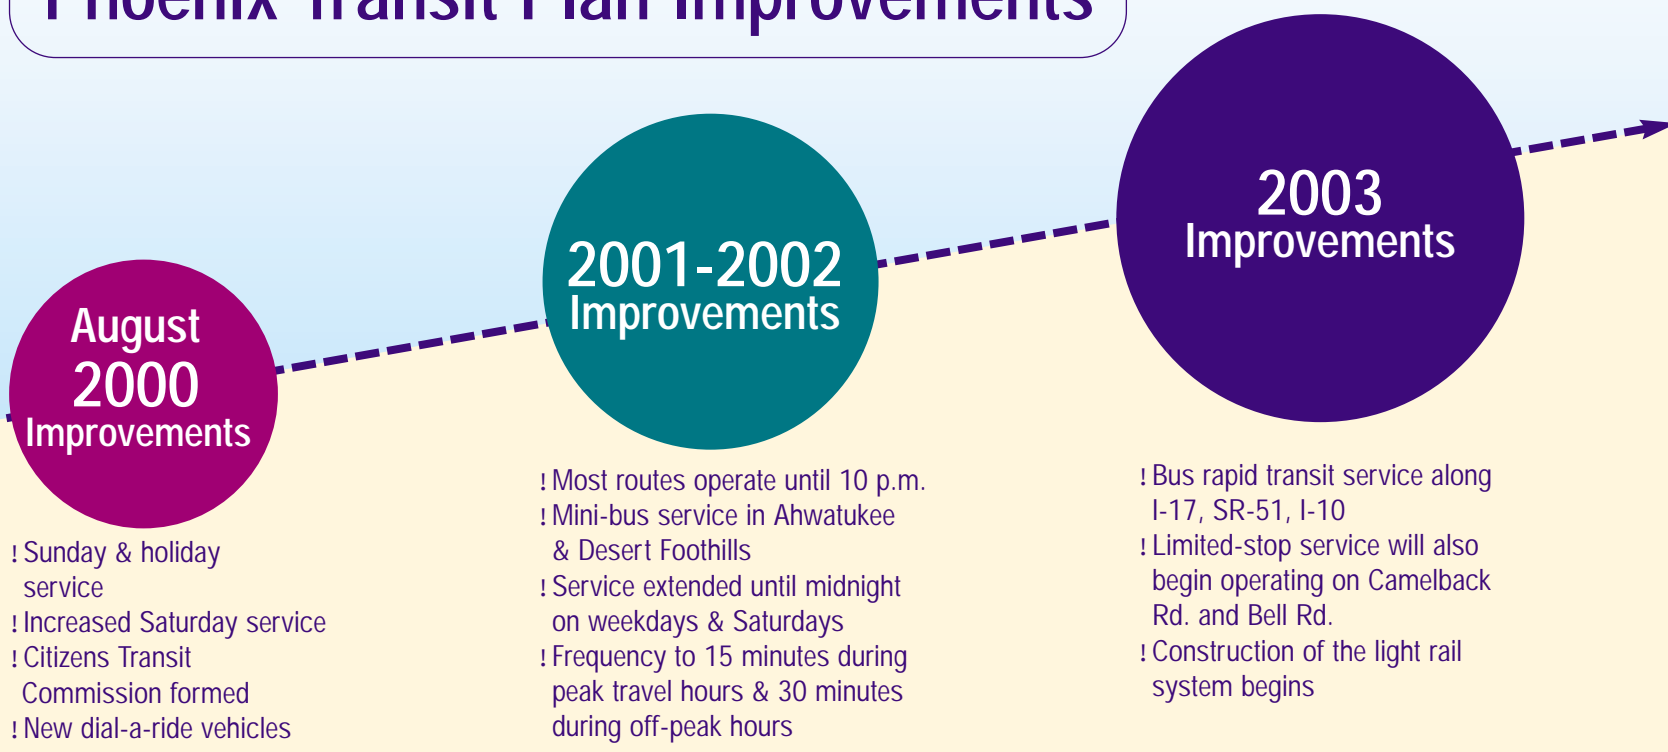 Phoenix Transit Plan Improvements
August
2000
Improvements
! Sunday & holiday
service
! Increased Saturday service
! Citizens Transit
Commission formed
! New dial-a-ride vehicles
2001-2002
Improvements
! Most routes operate until 10 p.m.
! Mini-bus service in Ahwatukee
& Desert Foothills
! Service extended until midnight
on weekdays & Saturdays
! Frequency to 15 minutes during
peak travel hours & 30 minutes
during off-peak hours
2003
Improvements
! Bus rapid transit service along
I-17, SR-51, I-10
! Limited-stop service will also
begin operating on Camelback
Rd. and Bell Rd.
! Construction of the light rail
system begins